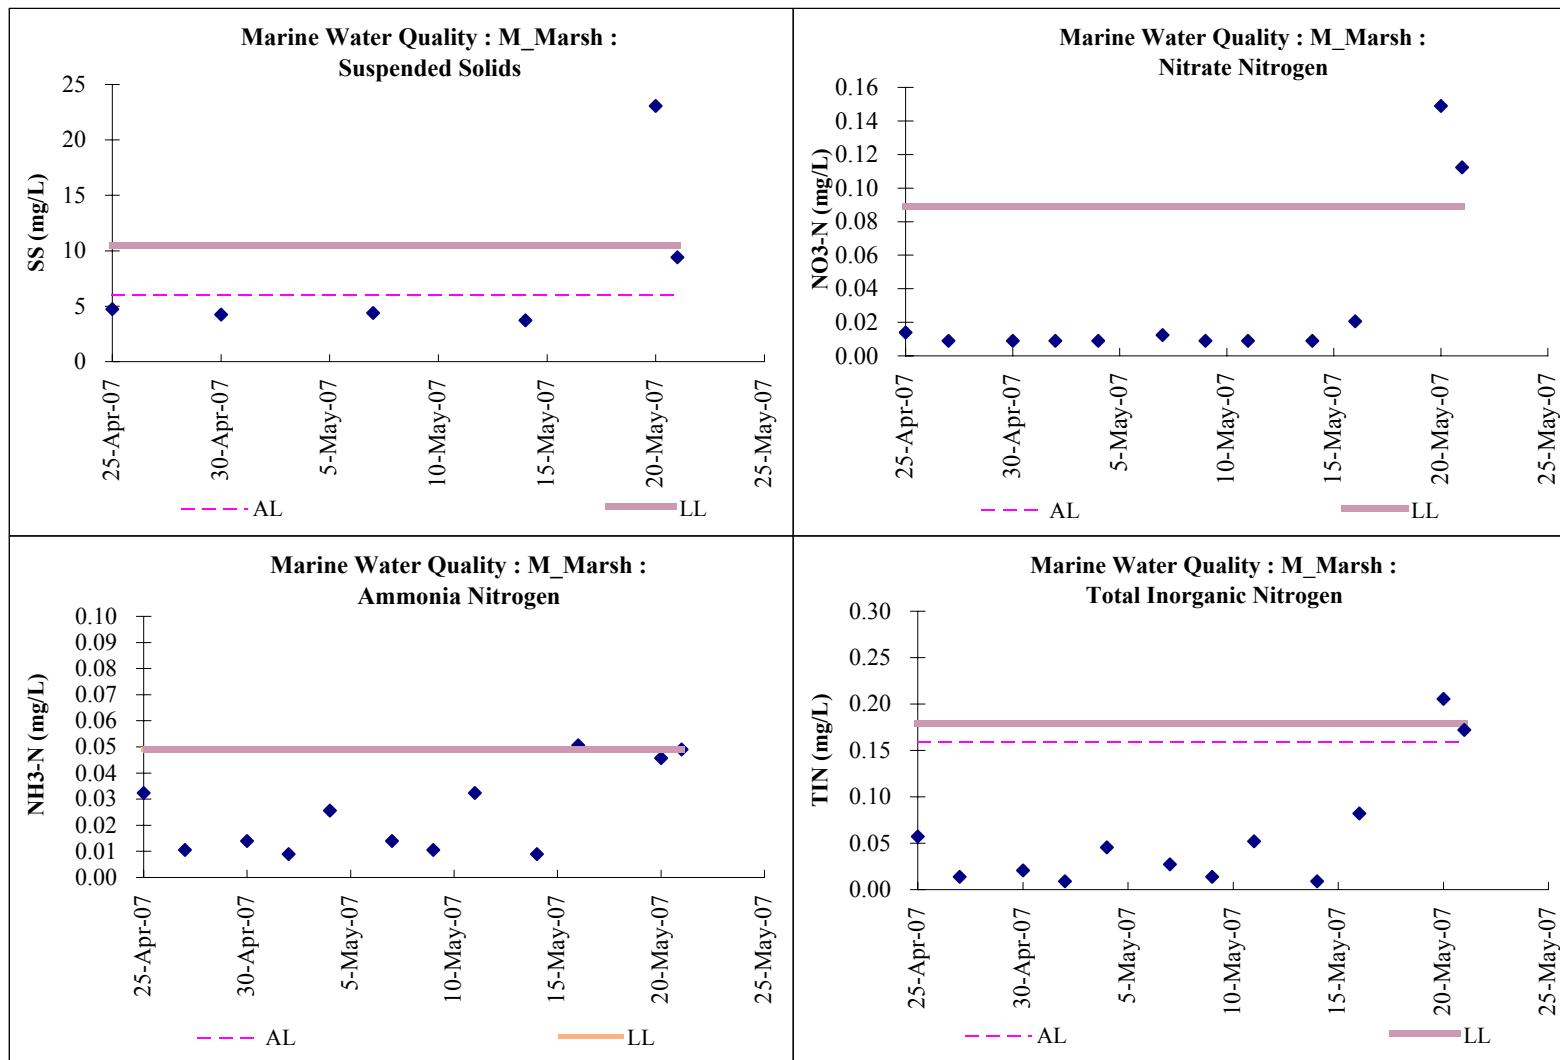 Marine Water Quality : M_Marsh :
Suspended Solids
SS (mg/L)
25
20
15
10
5
0
25-Apr-07
30-Apr-07
5-May-07
10-May-07
15-May-07
20-May-07
25-May-07
AL
LL
Marine Water Quality : M_Marsh :
Nitrate Nitrogen
NO3-N (mg/L)
0.16
0.14
0.12
0.10
0.08
0.06
0.04
0.02
0.00
25-Apr-07
30-Apr-07
5-May-07
10-May-07
15-May-07
20-May-07
25-May-07
AL
LL
Marine Water Quality : M_Marsh :
Ammonia Nitrogen
NH3-N (mg/L)
0.10
0.09
0.08
0.07
0.06
0.05
0.04
0.03
0.02
0.01
0.00
25-Apr-07
30-Apr-07
5-May-07
10-May-07
15-May-07
20-May-07
25-May-07
AL
LL
Marine Water Quality : M_Marsh :
Total Inorganic Nitrogen
TIN (mg/L)
0.30
0.25
0.20
0.15
0.10
0.05
0.00
25-Apr-07
30-Apr-07
5-May-07
10-May-07
15-May-07
20-May-07
25-May-07
AL
LL